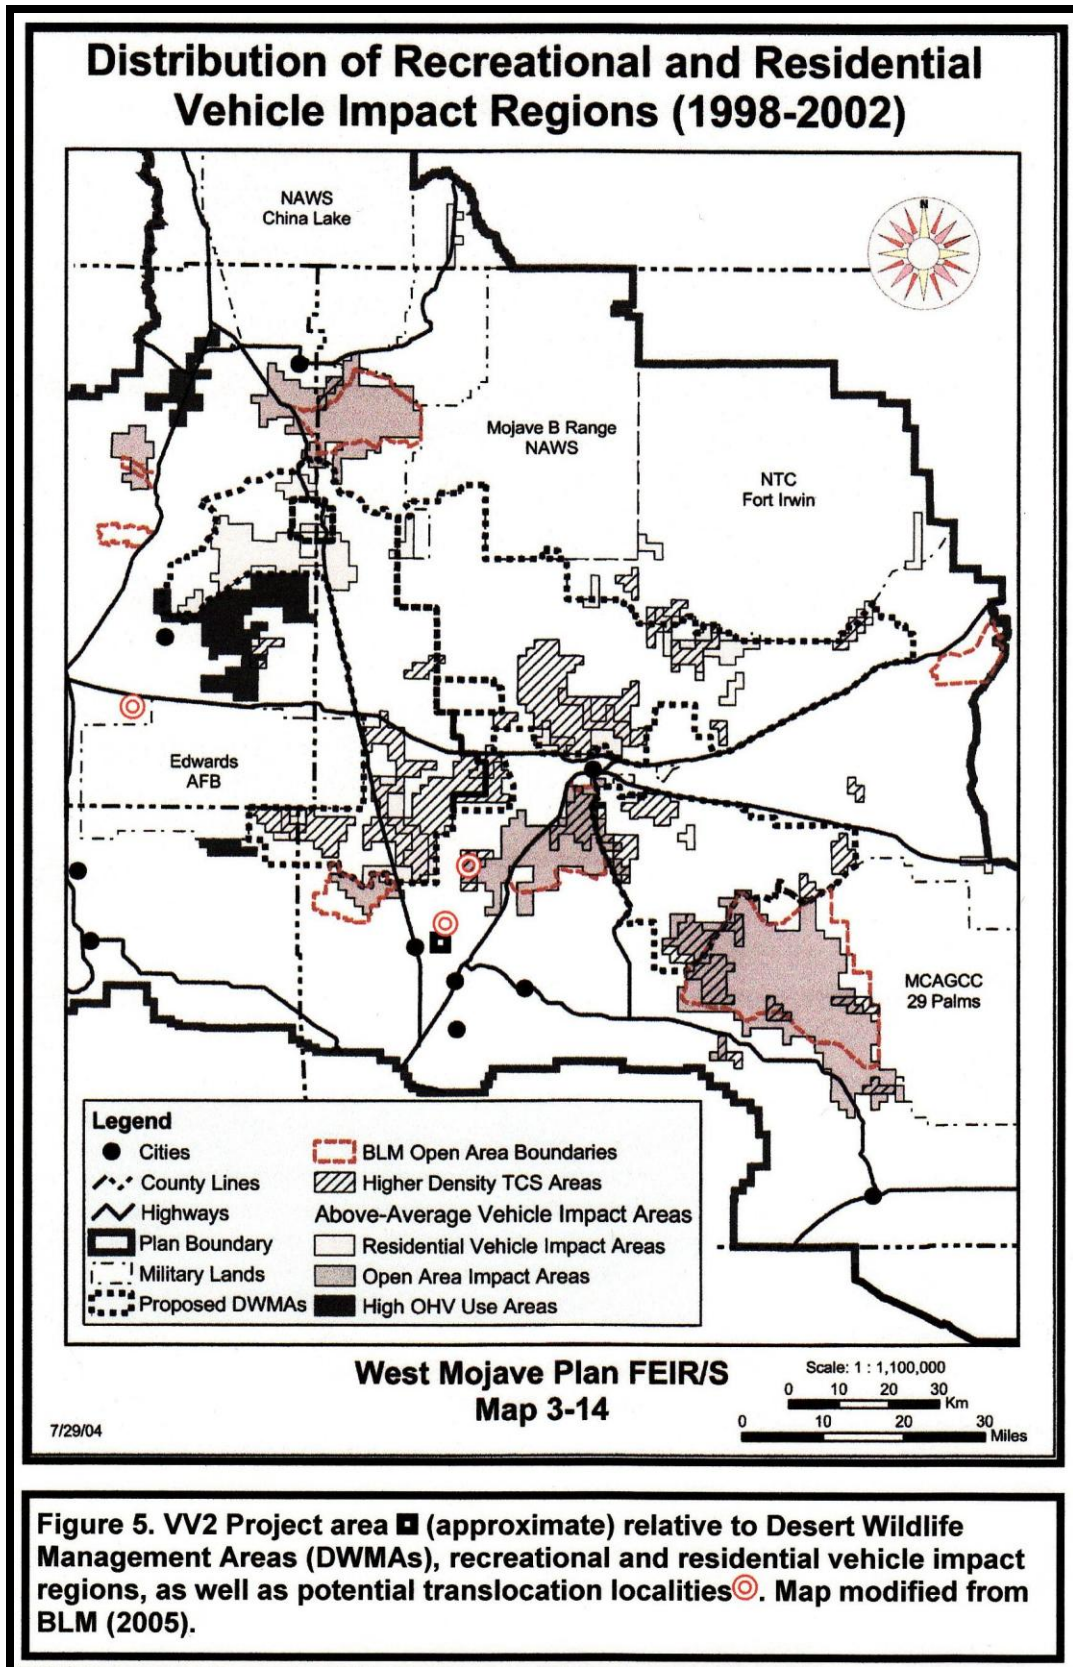 Distribution of Recreational and Residential
Vehicle Impact Regions (1998-2002)
NAWS
China Lake
N
Mojave B Range
NAWS
NTC
Fort Irwin
Edwards
AFB
MCAGCC
29 Palms
Legend
Cities
County Lines
Highways
Plan Boundary
Military Lands
Proposed DWMAs
BLM Open Area Boundaries
Higher Density TCS Areas
Above-Average Vehicle Impact Areas
Residential Vehicle Impact Areas
Open Area Impact Areas
High OHV Use Areas
West Mojave Plan FEIR/S
Map 3-14
Scale: 1 : 1,100,000
0 10 20 30
Km
0 10 20 30
Miles
7/29/04
Figure 5. VV2 Project area (approximate) relative to Desert Wildlife
Management Areas (DWMAs), recreational and residential vehicle impact
regions, as well as potential translocation localities. Map modified from
BLM (2005).